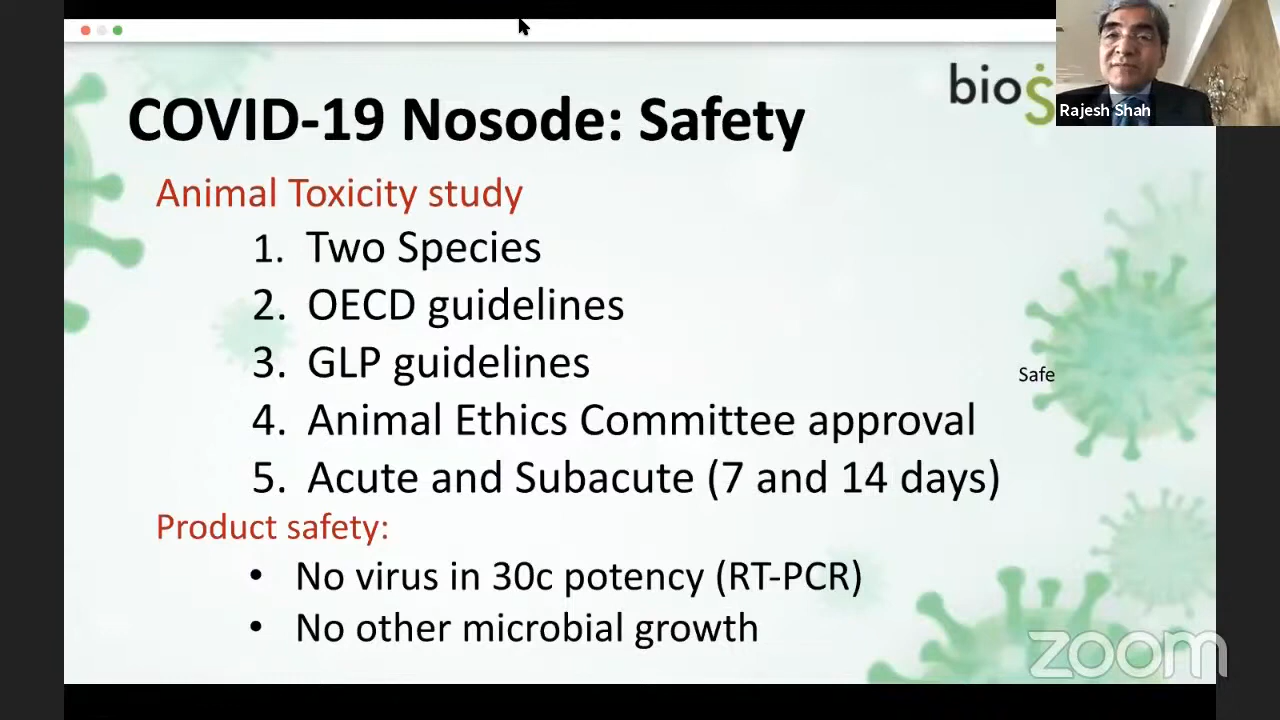 COVID-19 Nosode: Safety
bioṠ
Rajesh Shah
Animal Toxicity study
1. Two Species
2. OECD guidelines
3. GLP guidelines
Safe
4. Animal Ethics Committee approval
5. Acute and Subacute (7 and 14 days)
Product safety:
• No virus in 30c potency (RT-PCR)
• No other microbial growth
zoom